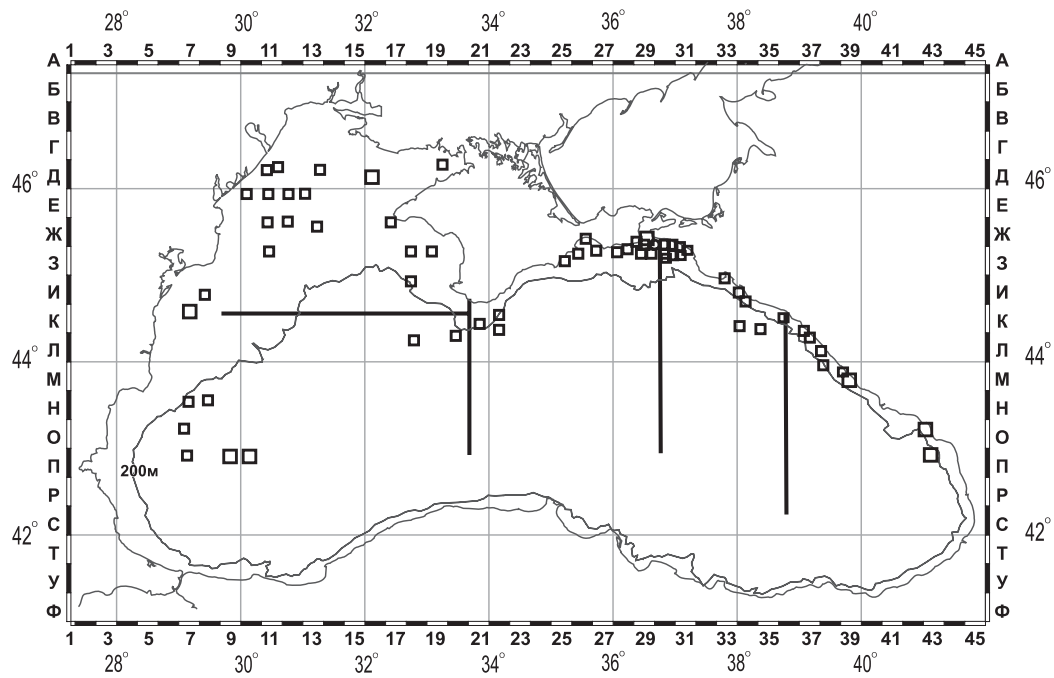 28° 30° 32° 34° 36° 38° 40°
1 3 5 7 9 11 13 15 17 19 21 23 25 27 29 31 33 35 37 39 41 43 45
А А
Б Б
В В
Г Г
46° Д Д 46°
Е Е
Ж Ж
З З
И И
К К
44° Л Л 44°
М М
Н Н
О О
П 200м П
Р Р
42° С С 42°
Т Т
У У
Ф Ф
1 3 5 7 9 11 13 15 17 19 21 23 25 27 29 31 33 35 37 39 41 43 45
28° 30° 32° 34° 36° 38° 40°